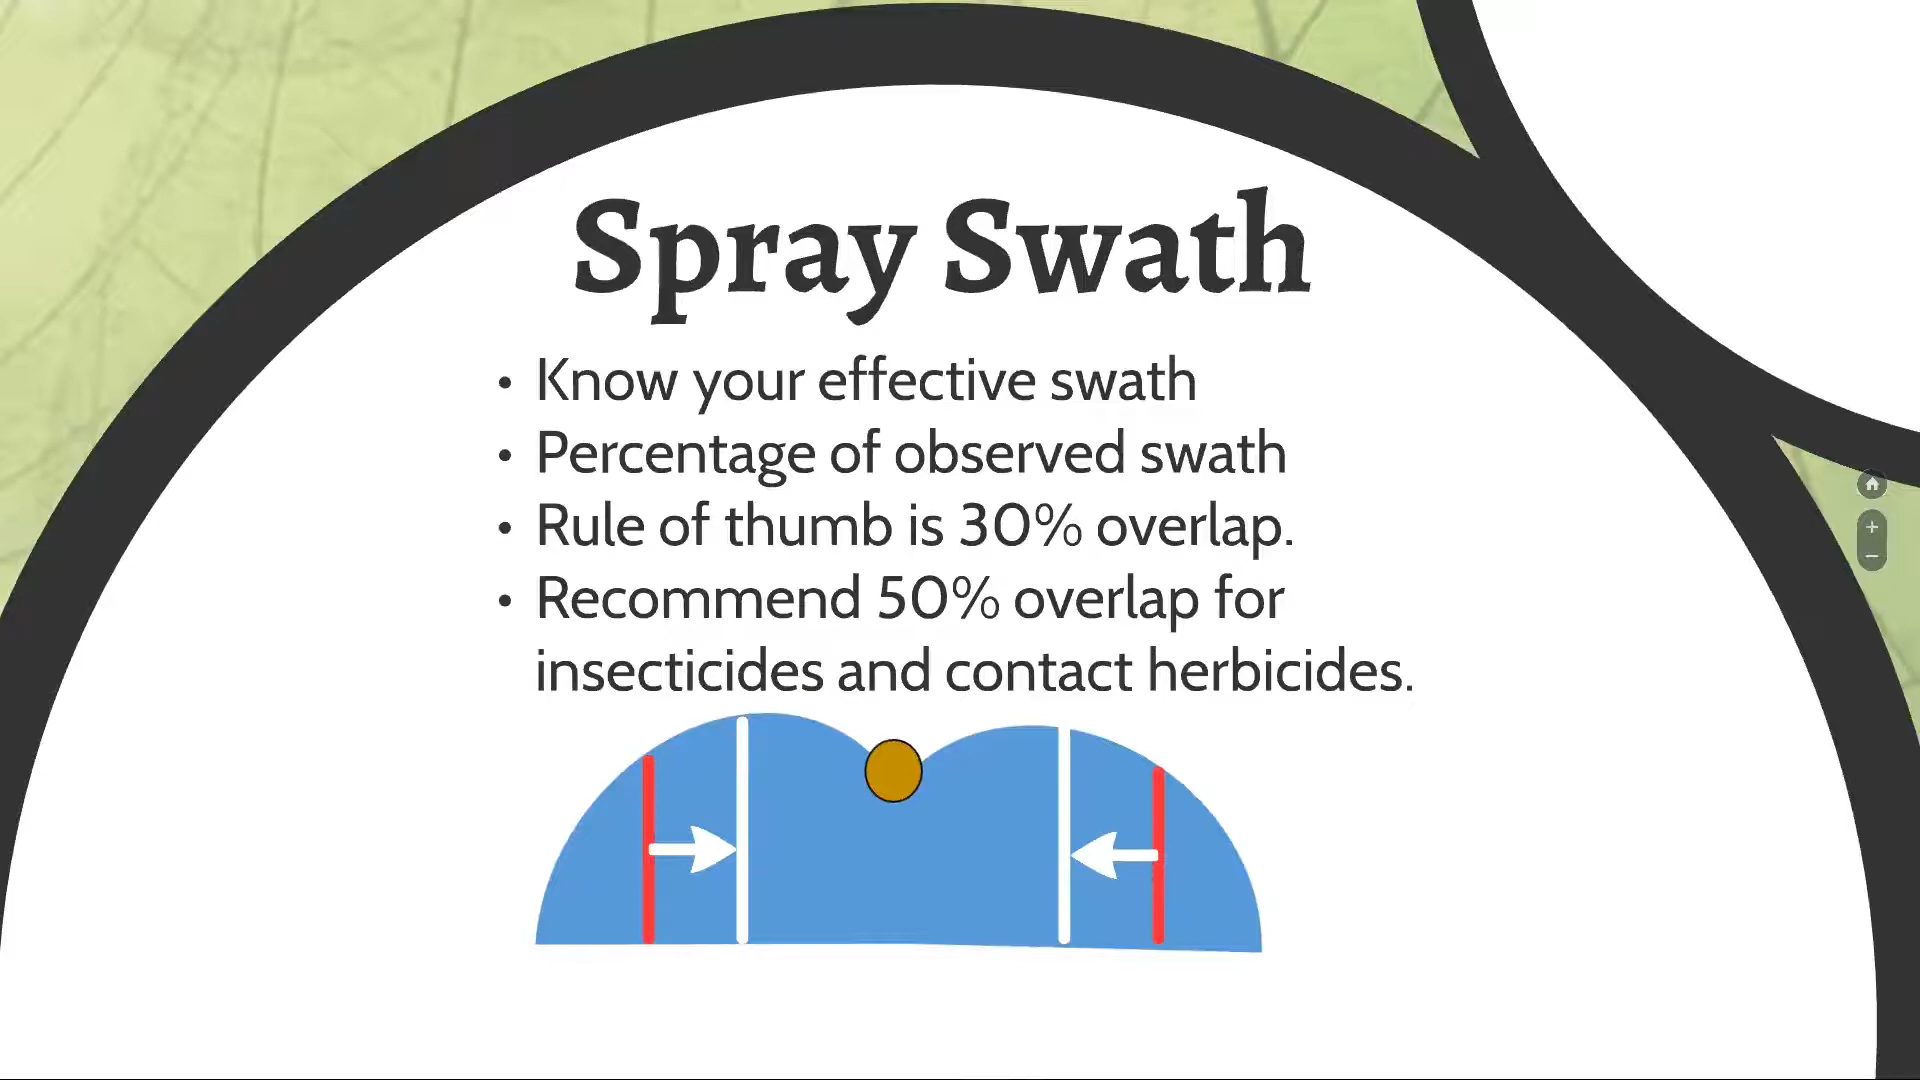 Spray Swath
• Know your effective swath
• Percentage of observed swath
• Rule of thumb is 30% overlap.
• Recommend 50% overlap for
insecticides and contact herbicides.